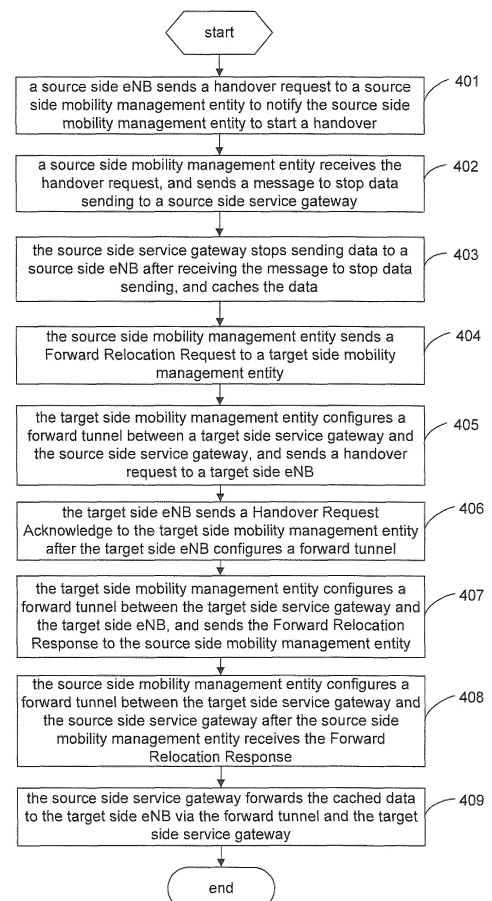 start
a source side eNB sends a handover request to a source
side mobility management entity to notify the source side
mobility management entity to start a handover
401
a source side mobility management entity receives the
handover request, and sends a message to stop data
sending to a source side service gateway
402
the source side service gateway stops sending data to a
source side eNB after receiving the message to stop data
sending, and caches the data
403
the source side mobility management entity sends a
Forward Relocation Request to a target side mobility
management entity
404
the target side mobility management entity configures a
forward tunnel between a target side service gateway and
the source side service gateway, and sends a handover
request to a target side eNB
405
the target side eNB sends a Handover Request
Acknowledge to the target side mobility management entity
after the target side eNB configures a forward tunnel
406
the target side mobility management entity configures a
forward tunnel between the target side service gateway and
the target side eNB, and sends the Forward Relocation
Response to the source side mobility management entity
407
the source side mobility management entity configures a
forward tunnel between the target side service gateway and
the source side service gateway after the source side
mobility management entity receives the Forward
Relocation Response
408
the source side service gateway forwards the cached data
to the target side eNB via the forward tunnel and the target
side service gateway
409
end